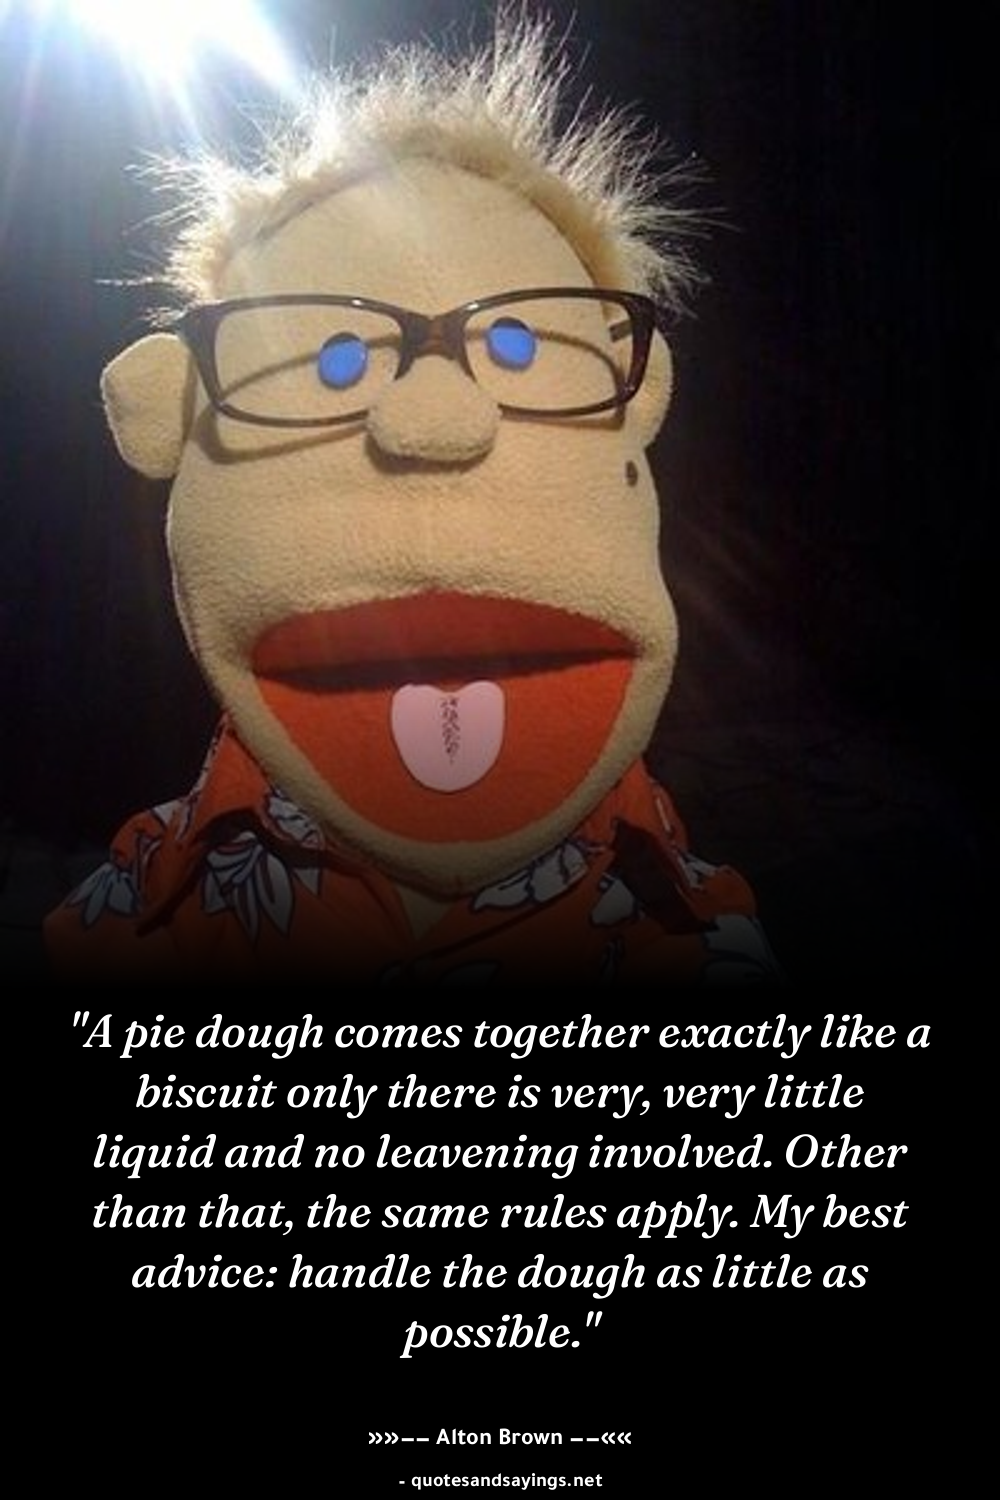 "A pie dough comes together exactly like a
biscuit only there is very, very little
liquid and no leavening involved. Other
than that, the same rules apply. My best
advice: handle the dough as little as
possible."
»»—— Alton Brown ——««
- quotesandsayings.net